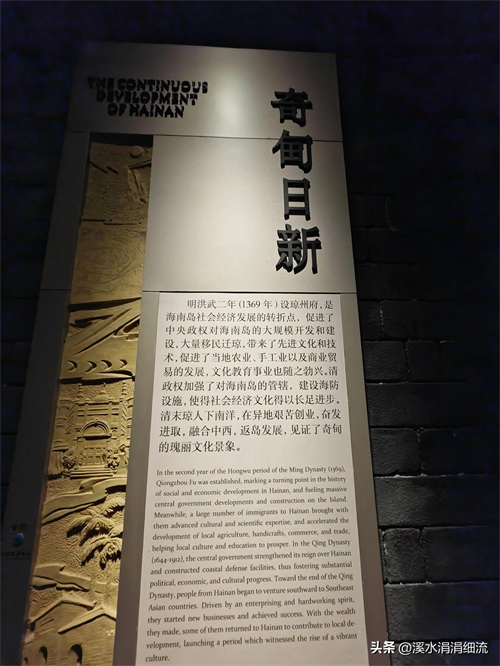 THE CONTINUOUS
DEVELOPMENT
OF HAINAN
奇甸日新
明洪武二年(1369 年)设琼州府,是
海南岛社会经济发展的转折点,促进了
中央政权对海南岛的大规模开发和建
设,大量移民迁琼,带来了先进文化和技
术,促进了当地农业、手工业以及商业贸
易的发展,文化教育事业也随之勃兴,清
政权加强了对海南岛的管辖,建设海防
设施,使得社会经济文化得以长足进步。
清末琼人下南洋,在异地艰苦创业,奋发
进取,融合中西,返岛发展,见证了奇甸
的瑰丽文化景象。
In the second year of the Hongwu period of the Ming Dynasty (1369),
Qiongzhou Fu was established, marking a turning point in the history
of social and economic development in Hainan, and fueling massive
central government developments and construction on the Island.
Meanwhile, a large number of immigrants to Hainan brought with
them advanced cultural and scientific expertise, and accelerated the
development of local agriculture, handicrafts, commerce, and trade,
helping local culture and education to prosper. In the Qing Dynasty
(1644-1912), the central government strengthened its reign over Hainan
and constructed coastal defense facilities, thus fostering substantial
political, economic, and cultural progress. Toward the end of the Qing
Dynasty, people from Hainan began to venture southward to Southeast
Asian countries. Driven by an enterprising and hardworking spirit,
they started new businesses and achieved success. With the wealth
they made, some of them returned to Hainan to contribute to local de-
velopment, launching a period which witnessed the rise of a vibrant
culture.
头条 @溪水涓涓细流